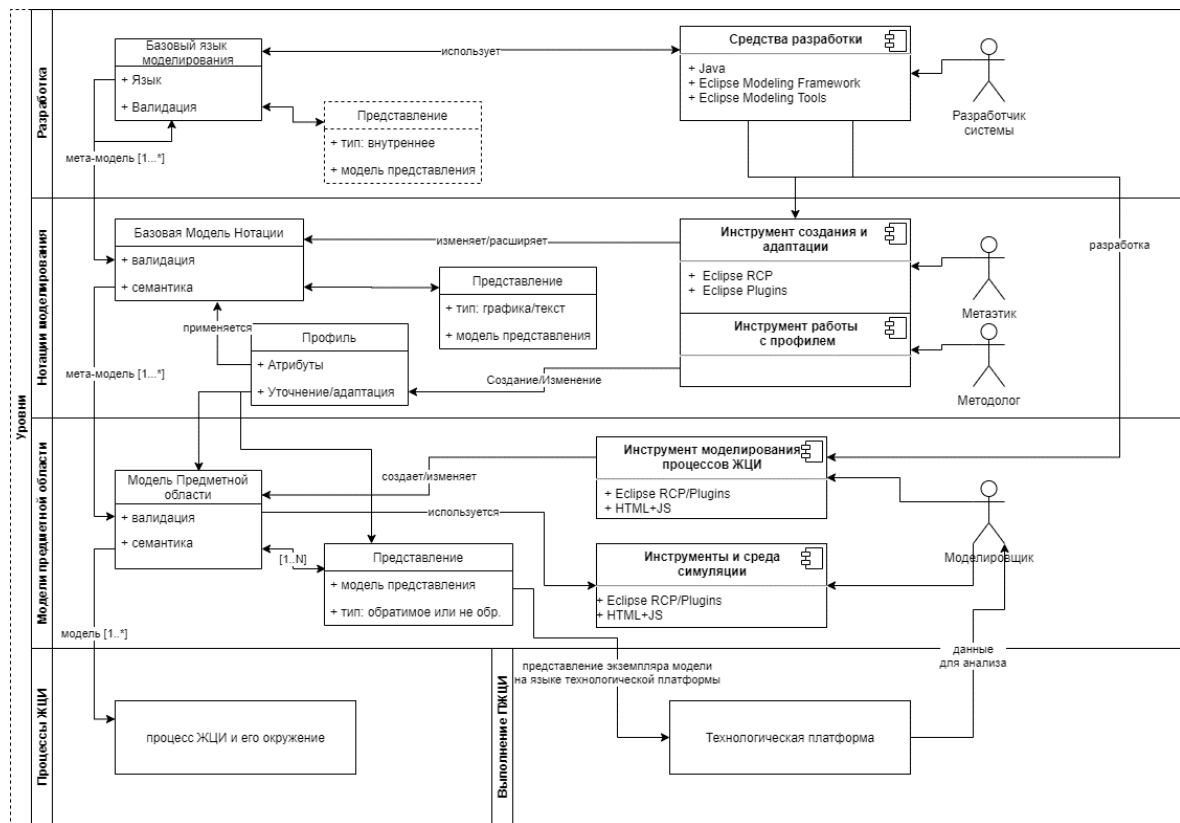 Уровни
Разработка
Базовый язык
моделирования
+ Язык
+ Валидация
использует
Средства разработки
+ Java
+ Eclipse Modeling Framework
+ Eclipse Modeling Tools
Разработчик
системы
Представление
+ тип: внутреннее
+ модель представления
мета-модель [1...*]
Нотации моделирования
Базовая Модель Нотации
+ валидация
+ семантика
изменяет/расширяет
Инструмент создания и
адаптации
+ Eclipse RCP
+ Eclipse Plugins
разработка
Метаэтик
Представление
+ тип: графика/текст
+ модель представления
применяется
Профиль
+ Атрибуты
+ Уточнение/адаптация
Инструмент работы
с профилем
Создание/Изменение
Методолог
мета-модель [1...*]
Модели предметной области
Модель Предметной
области
+ валидация
+ семантика
создает/изменяет
Инструмент моделирования
процессов ЖЦИ
+ Eclipse RCP/Plugins
+ HTML+JS
используется
Моделировщик
[1..N]
Представление
+ модель представления
+ тип: обратимое или не обр.
Инструменты и среда
симуляции
+ Eclipse RCP/Plugins
+ HTML+JS
модель [1..*]
Процессы ЖЦИ
процесс ЖЦИ и его окружение
Выполнение ПЖЦИ
представление экземпляра модели
на языке технологической платформы
данные
для анализа
Технологическая платформа